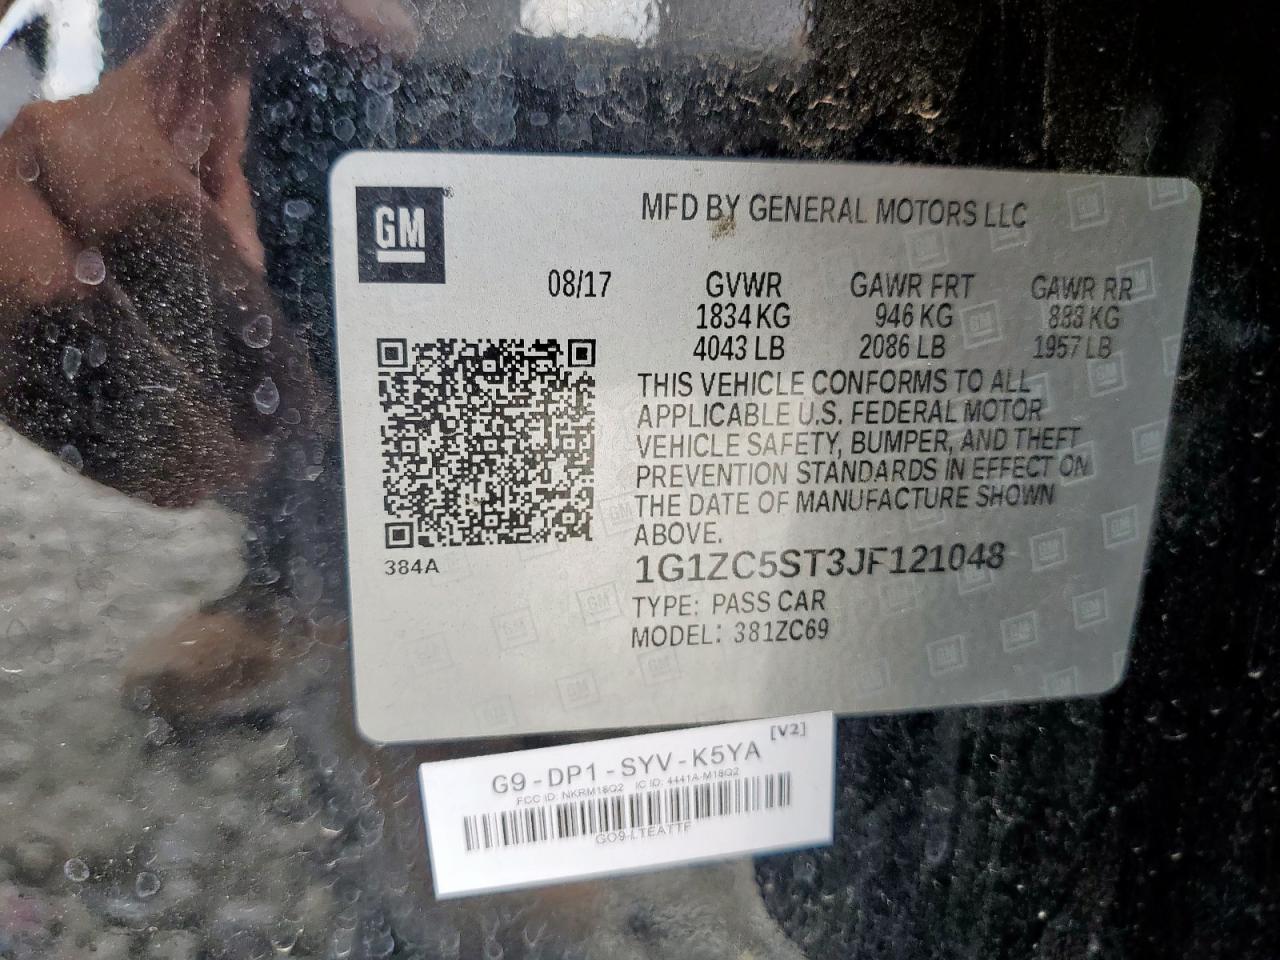 GM
MFD BY GENERAL MOTORS LLC
08/17 GVWR GAWR FRT GAWR RR
1834 KG 946 KG 888 KG
4043 LB 2086 LB 1957 LB
THIS VEHICLE CONFORMS TO ALL
APPLICABLE U.S. FEDERAL MOTOR
VEHICLE SAFETY, BUMPER, AND THEFT
PREVENTION STANDARDS IN EFFECT ON
THE DATE OF MANUFACTURE SHOWN
ABOVE.
384A
1G1ZC5ST3JF121048
TYPE: PASS CAR
MODEL: 381ZC69
[V2]
G9-DP1-SYV-K5YA
FCC ID: NKRM18Q2 IC ID: 4441A-M18Q2
GO9-LTEATTF